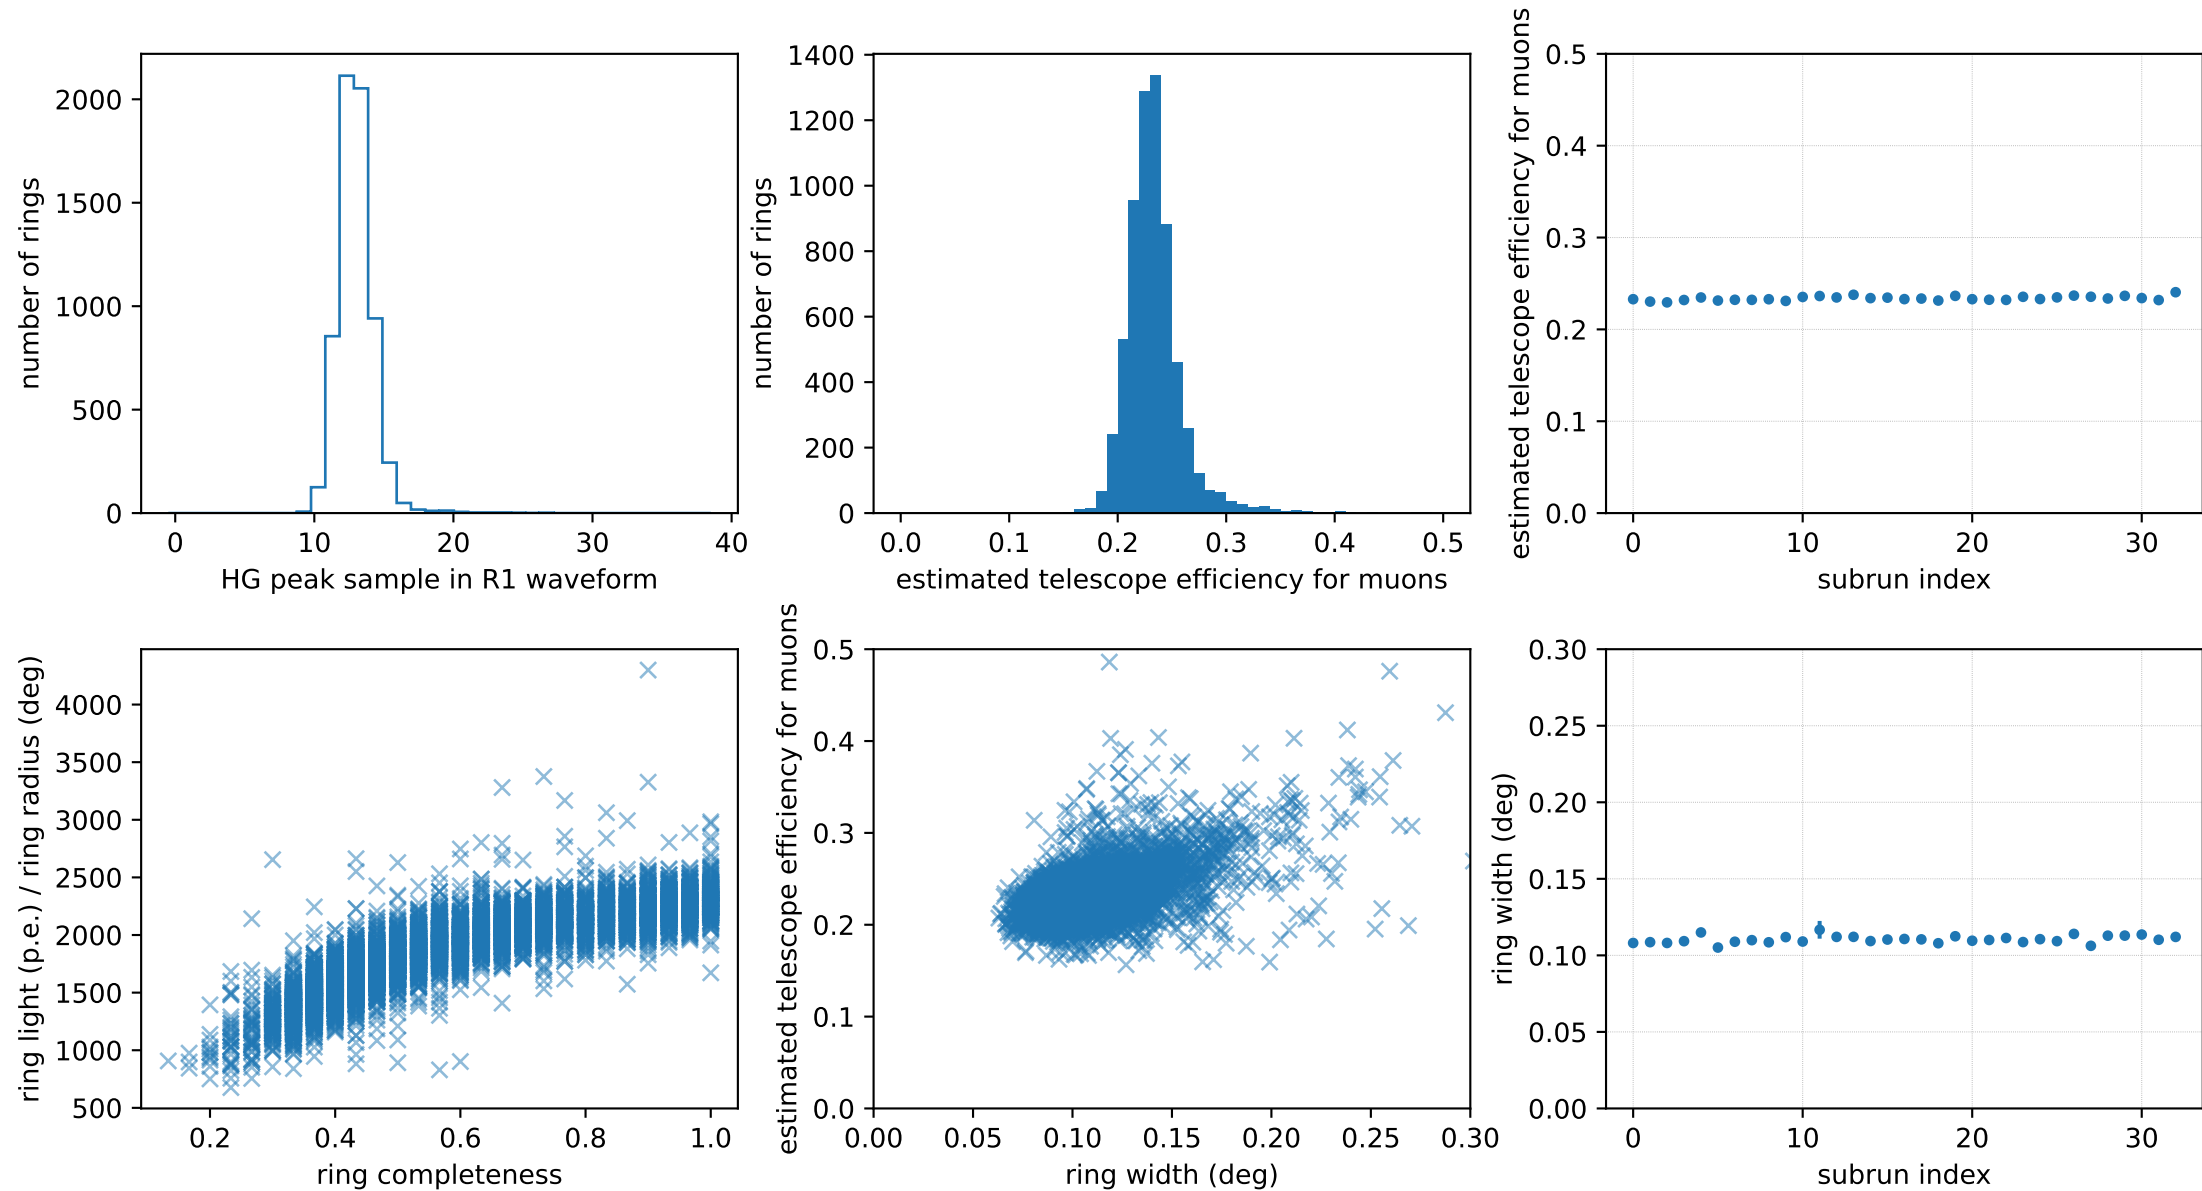 number of rings
2000
1500
1000
500
0
0 10 20 30 40
HG peak sample in R1 waveform
number of rings
1400
1200
1000
800
600
400
200
0
0.0 0.1 0.2 0.3 0.4 0.5
estimated telescope efficiency for muons
estimated telescope efficiency for muons
0.5
0.4
0.3
0.2
0.1
0.0
0 10 20 30
subrun index
ring light (p.e.) / ring radius (deg)
4000
3500
3000
2500
2000
1500
1000
500
0.2 0.4 0.6 0.8 1.0
ring completeness
estimated telescope efficiency for muons
0.5
0.4
0.3
0.2
0.1
0.0
0.00 0.05 0.10 0.15 0.20 0.25 0.30
ring width (deg)
ring width (deg)
0.30
0.25
0.20
0.15
0.10
0.05
0.00
0 10 20 30
subrun index